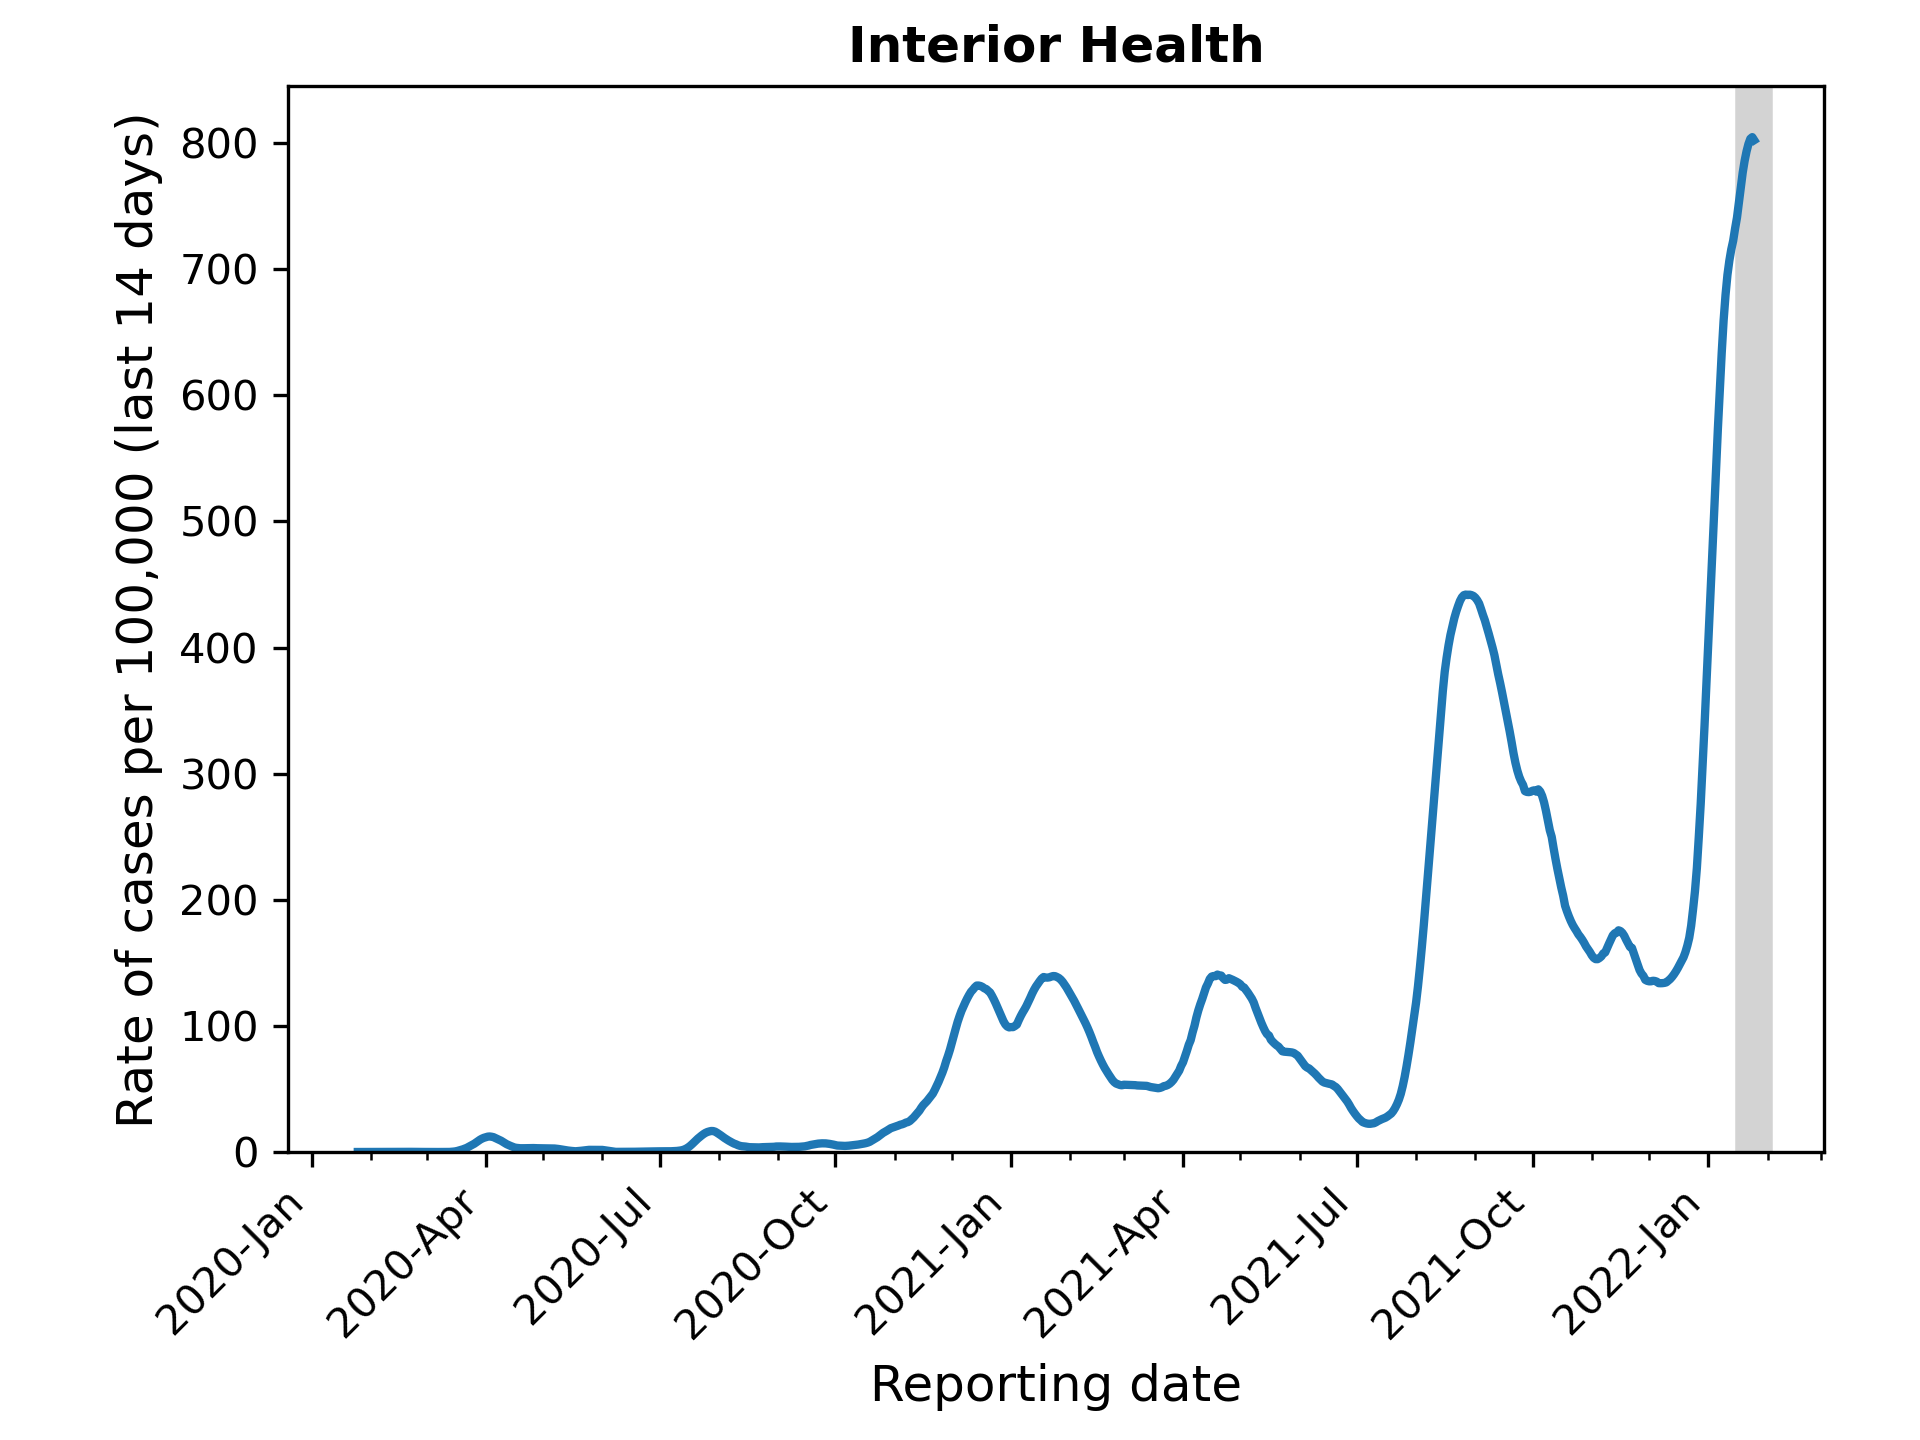 Interior Health
Rate of cases per 100,000 (last 14 days)
800
700
600
500
400
300
200
100
0
2020-Jan
2020-Apr
2020-Jul
2020-Oct
2021-Jan
2021-Apr
2021-Jul
2021-Oct
2022-Jan
Reporting date